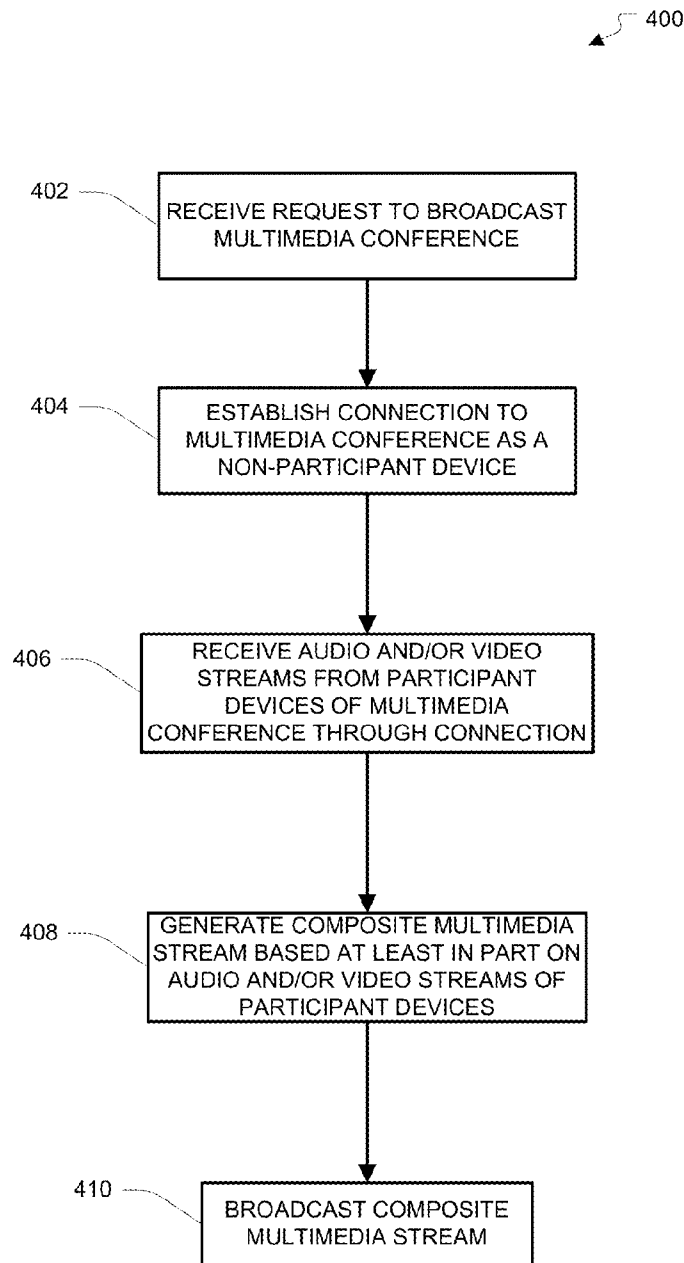 400
402
RECEIVE REQUEST TO BROADCAST
MULTIMEDIA CONFERENCE
404
ESTABLISH CONNECTION TO
MULTIMEDIA CONFERENCE AS A
NON-PARTICIPANT DEVICE
406
RECEIVE AUDIO AND/OR VIDEO
STREAMS FROM PARTICIPANT
DEVICES OF MULTIMEDIA
CONFERENCE THROUGH CONNECTION
408
GENERATE COMPOSITE MULTIMEDIA
STREAM BASED AT LEAST IN PART ON
AUDIO AND/OR VIDEO STREAMS OF
PARTICIPANT DEVICES
410
BROADCAST COMPOSITE
MULTIMEDIA STREAM